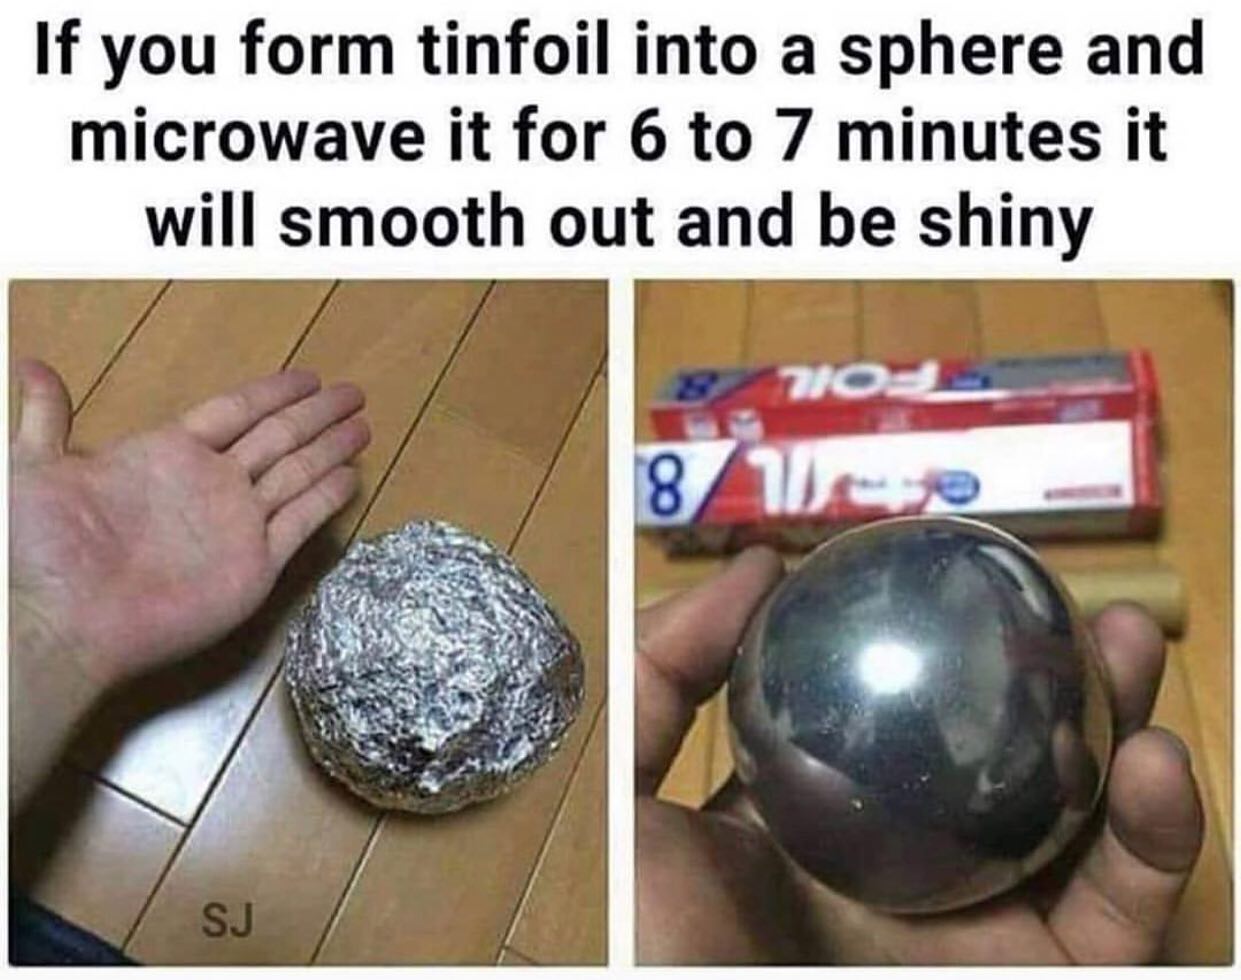 If you form tinfoil into a sphere and
microwave it for 6 to 7 minutes it
will smooth out and be shiny
FOIL
8
8
SJ